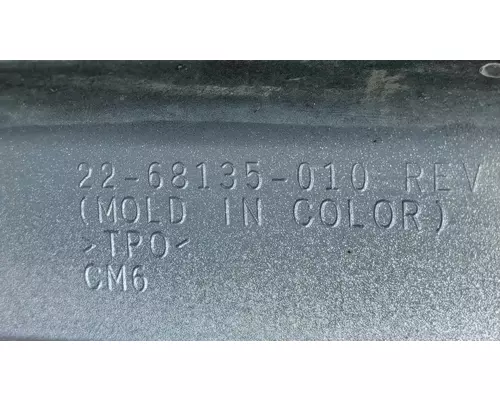 22-68135-010 REV
(MOLD IN COLOR)
>TPO<
CM6